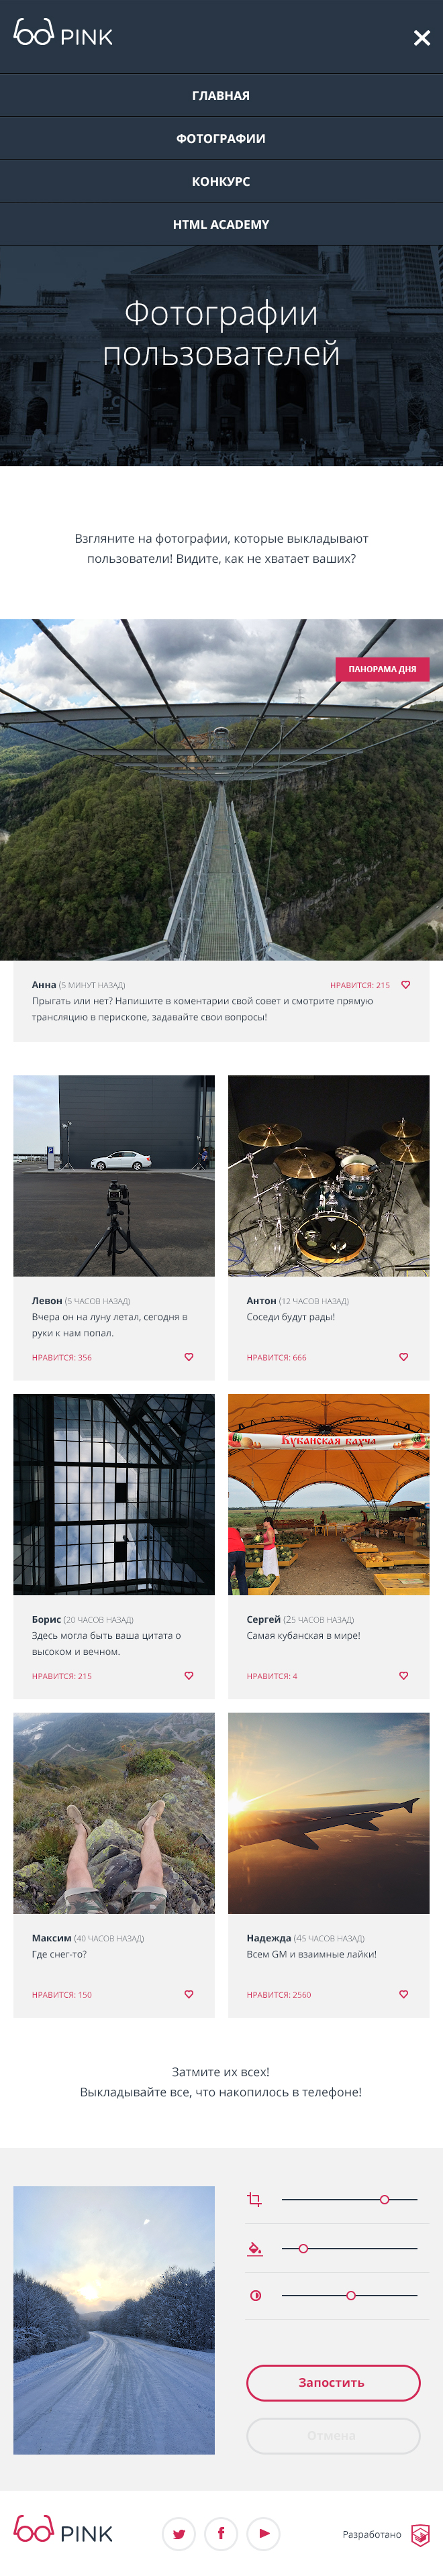 PINK
ГЛАВНАЯ
ФОТОГРАФИИ
КОНКУРС
HTML ACADEMY
Фотографии
пользователей
Взгляните на фотографии, которые выкладывают
пользователи! Видите, как не хватает ваших?
ПАНОРАМА ДНЯ
Анна (5 МИНУТ НАЗАД)
НРАВИТСЯ: 215
Прыгать или нет? Напишите в коментарии свой совет и смотрите прямую
трансляцию в перископе, задавайте свои вопросы!
Левон (5 ЧАСОВ НАЗАД)
Вчера он на луну летал, сегодня в
руки к нам попал.
НРАВИТСЯ: 356
Антон (12 ЧАСОВ НАЗАД)
Соседи будут рады!
НРАВИТСЯ: 666
Кубанская бахча
Борис (20 ЧАСОВ НАЗАД)
Здесь могла быть ваша цитата о
высоком и вечном.
НРАВИТСЯ: 215
Сергей (25 ЧАСОВ НАЗАД)
Самая кубанская в мире!
НРАВИТСЯ: 4
Максим (40 ЧАСОВ НАЗАД)
Где снег-то?
НРАВИТСЯ: 150
Надежда (45 ЧАСОВ НАЗАД)
Всем GM и взаимные лайки!
НРАВИТСЯ: 2560
Затмите их всех!
Выкладывайте все, что накопилось в телефоне!
Запостить
Отмена
PINK
Разработано